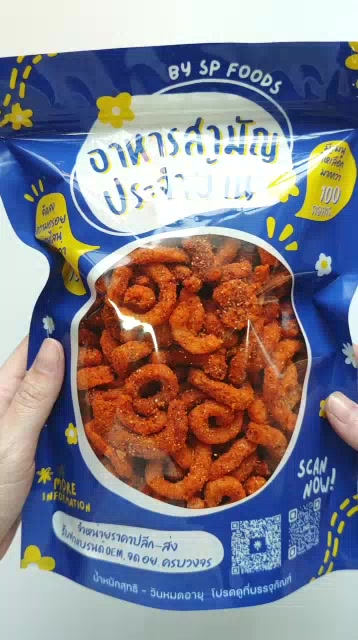 BY SP FOODS
อาหารสามัญ
ประจำบ้าน
100
MORE
INFORMATION
SCAN
NOW!
จำหน่ายราคาปลีก-ส่ง
รับทำแบรนด์ OEM, จด อย. ครบวงจร
น้ำหนักสุทธิ - วันหมดอายุ โปรดดูที่บรรจุภัณฑ์